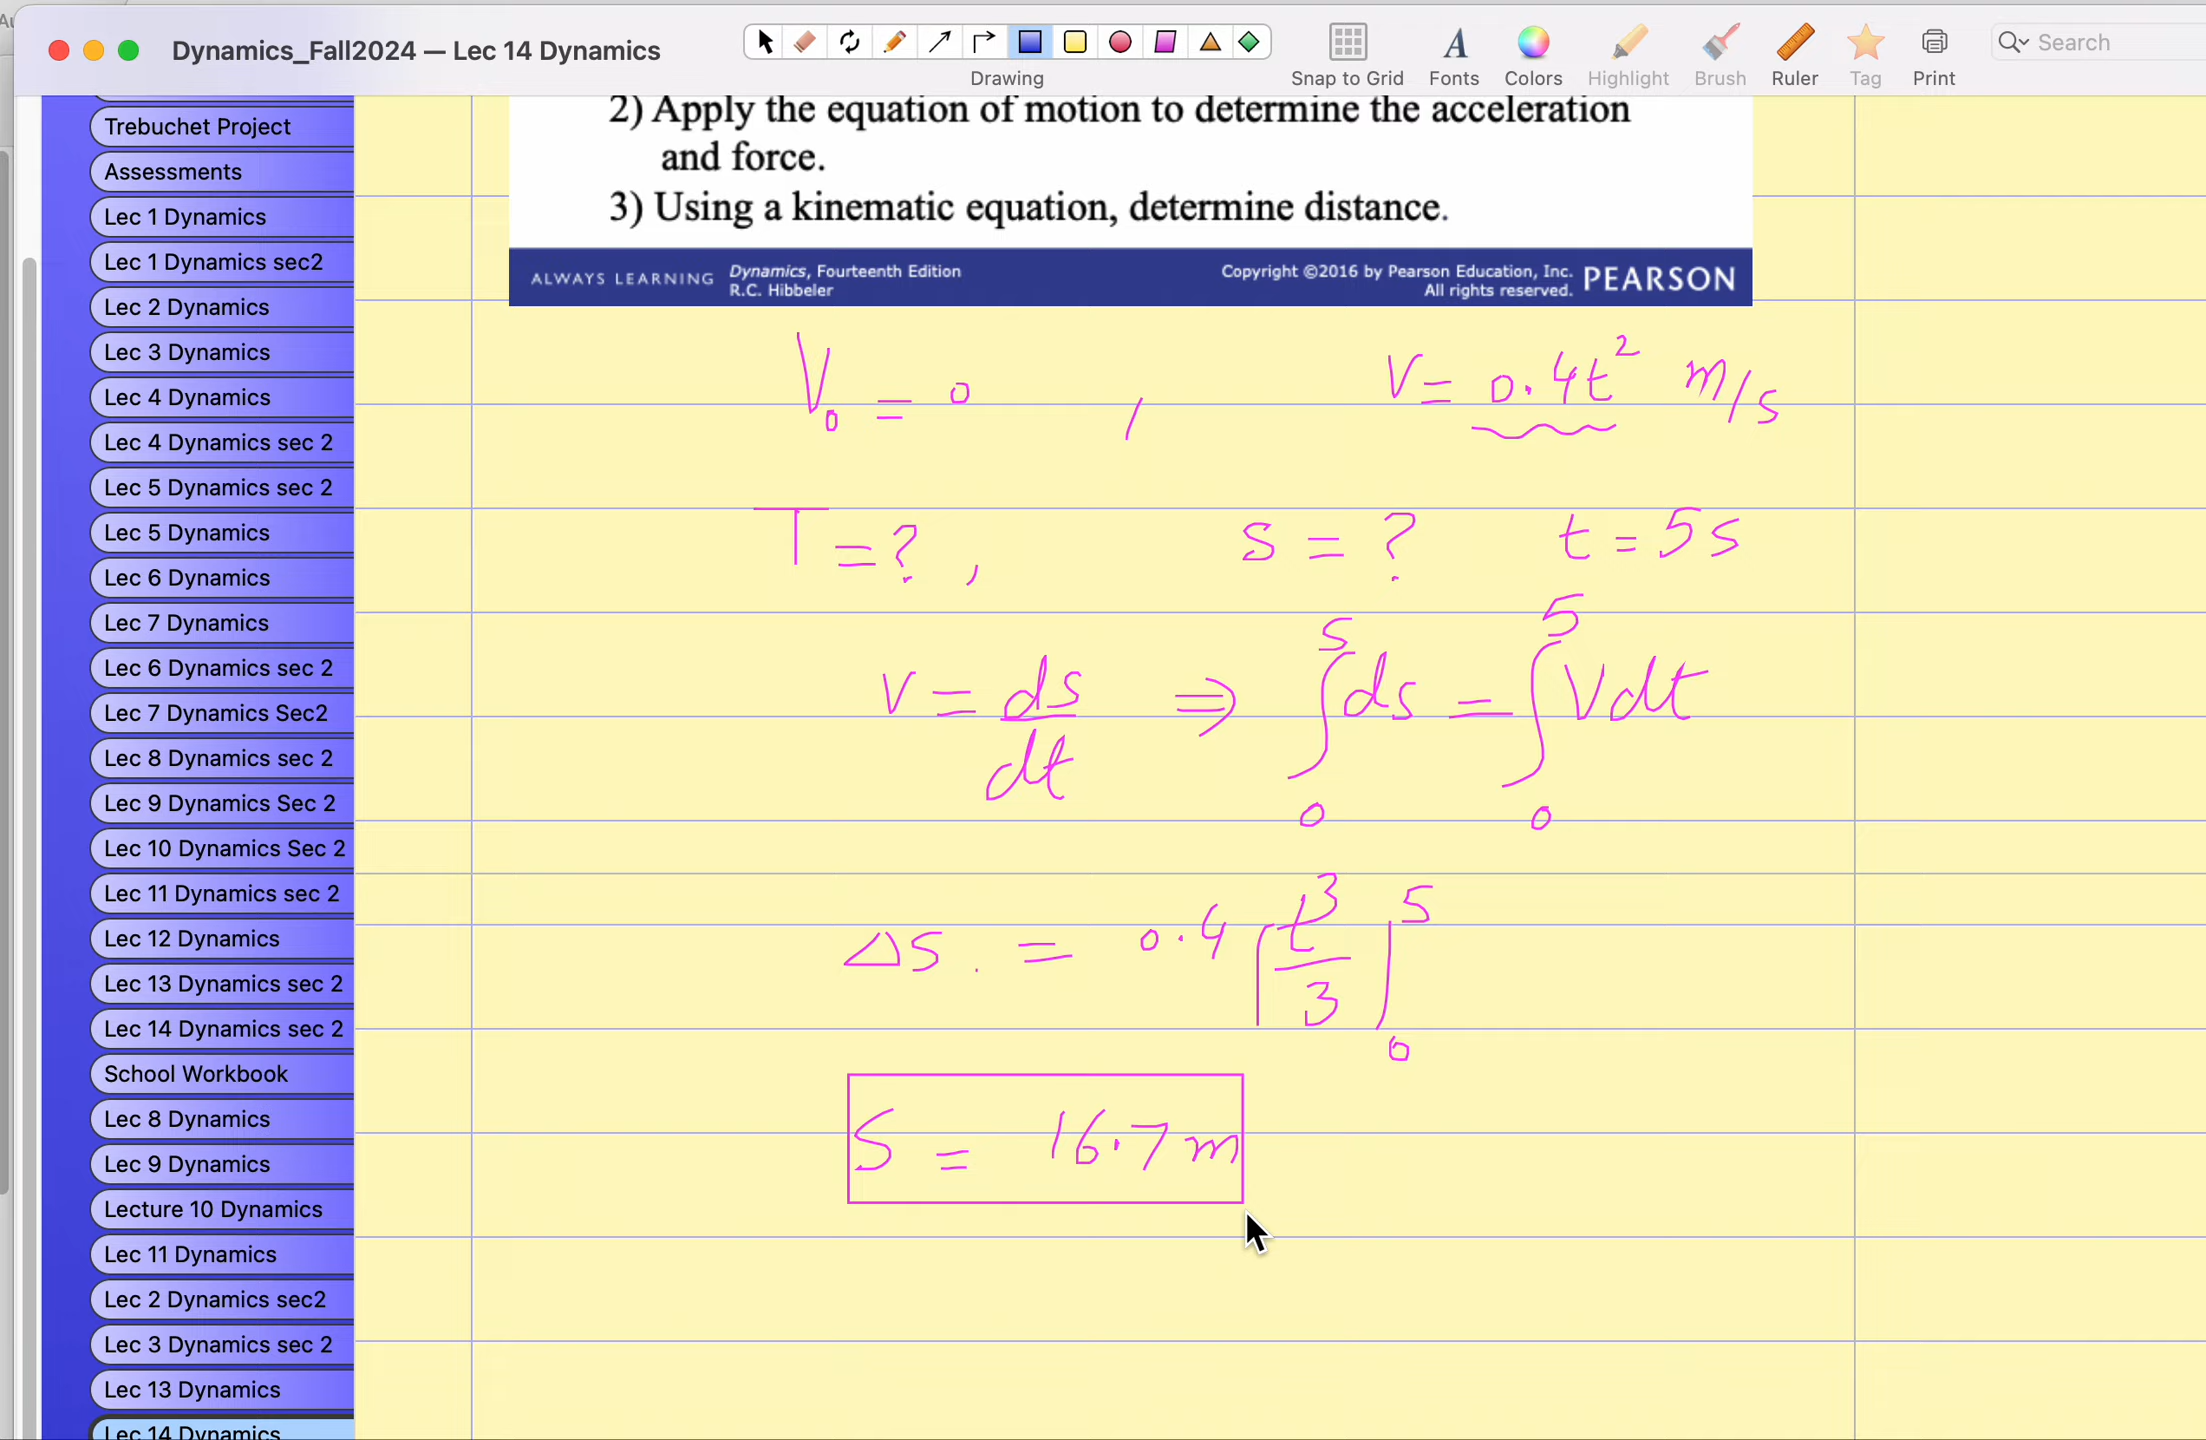 Dynamics_Fall2024 — Lec 14 Dynamics
Drawing
Snap to Grid
Fonts
Colors
Highlight
Brush
Ruler
Tag
Print
Search
Trebuchet Project
Assessments
Lec 1 Dynamics
Lec 1 Dynamics sec2
Lec 2 Dynamics
Lec 3 Dynamics
Lec 4 Dynamics
Lec 4 Dynamics sec 2
Lec 5 Dynamics sec 2
Lec 5 Dynamics
Lec 6 Dynamics
Lec 7 Dynamics
Lec 6 Dynamics sec 2
Lec 7 Dynamics Sec2
Lec 8 Dynamics sec 2
Lec 9 Dynamics Sec 2
Lec 10 Dynamics Sec 2
Lec 11 Dynamics sec 2
Lec 12 Dynamics
Lec 13 Dynamics sec 2
Lec 14 Dynamics sec 2
School Workbook
Lec 8 Dynamics
Lec 9 Dynamics
Lecture 10 Dynamics
Lec 11 Dynamics
Lec 2 Dynamics sec2
Lec 3 Dynamics sec 2
Lec 13 Dynamics
Lec 14 Dynamics
2) Apply the equation of motion to determine the acceleration
and force.
3) Using a kinematic equation, determine distance.
ALWAYS LEARNING
Dynamics, Fourteenth Edition
R.C. Hibbeler
Copyright ©2016 by Pearson Education, Inc.
All rights reserved.
PEARSON
V₀ = 0 , V = 0.4t² m/s
T = ? , s = ? t = 5s
v = ds/dt ⇒ ∫₀ˢ ds = ∫₀⁵ V dt
Δs. = 0.4 [t³/3]₀⁵
S = 16.7 m